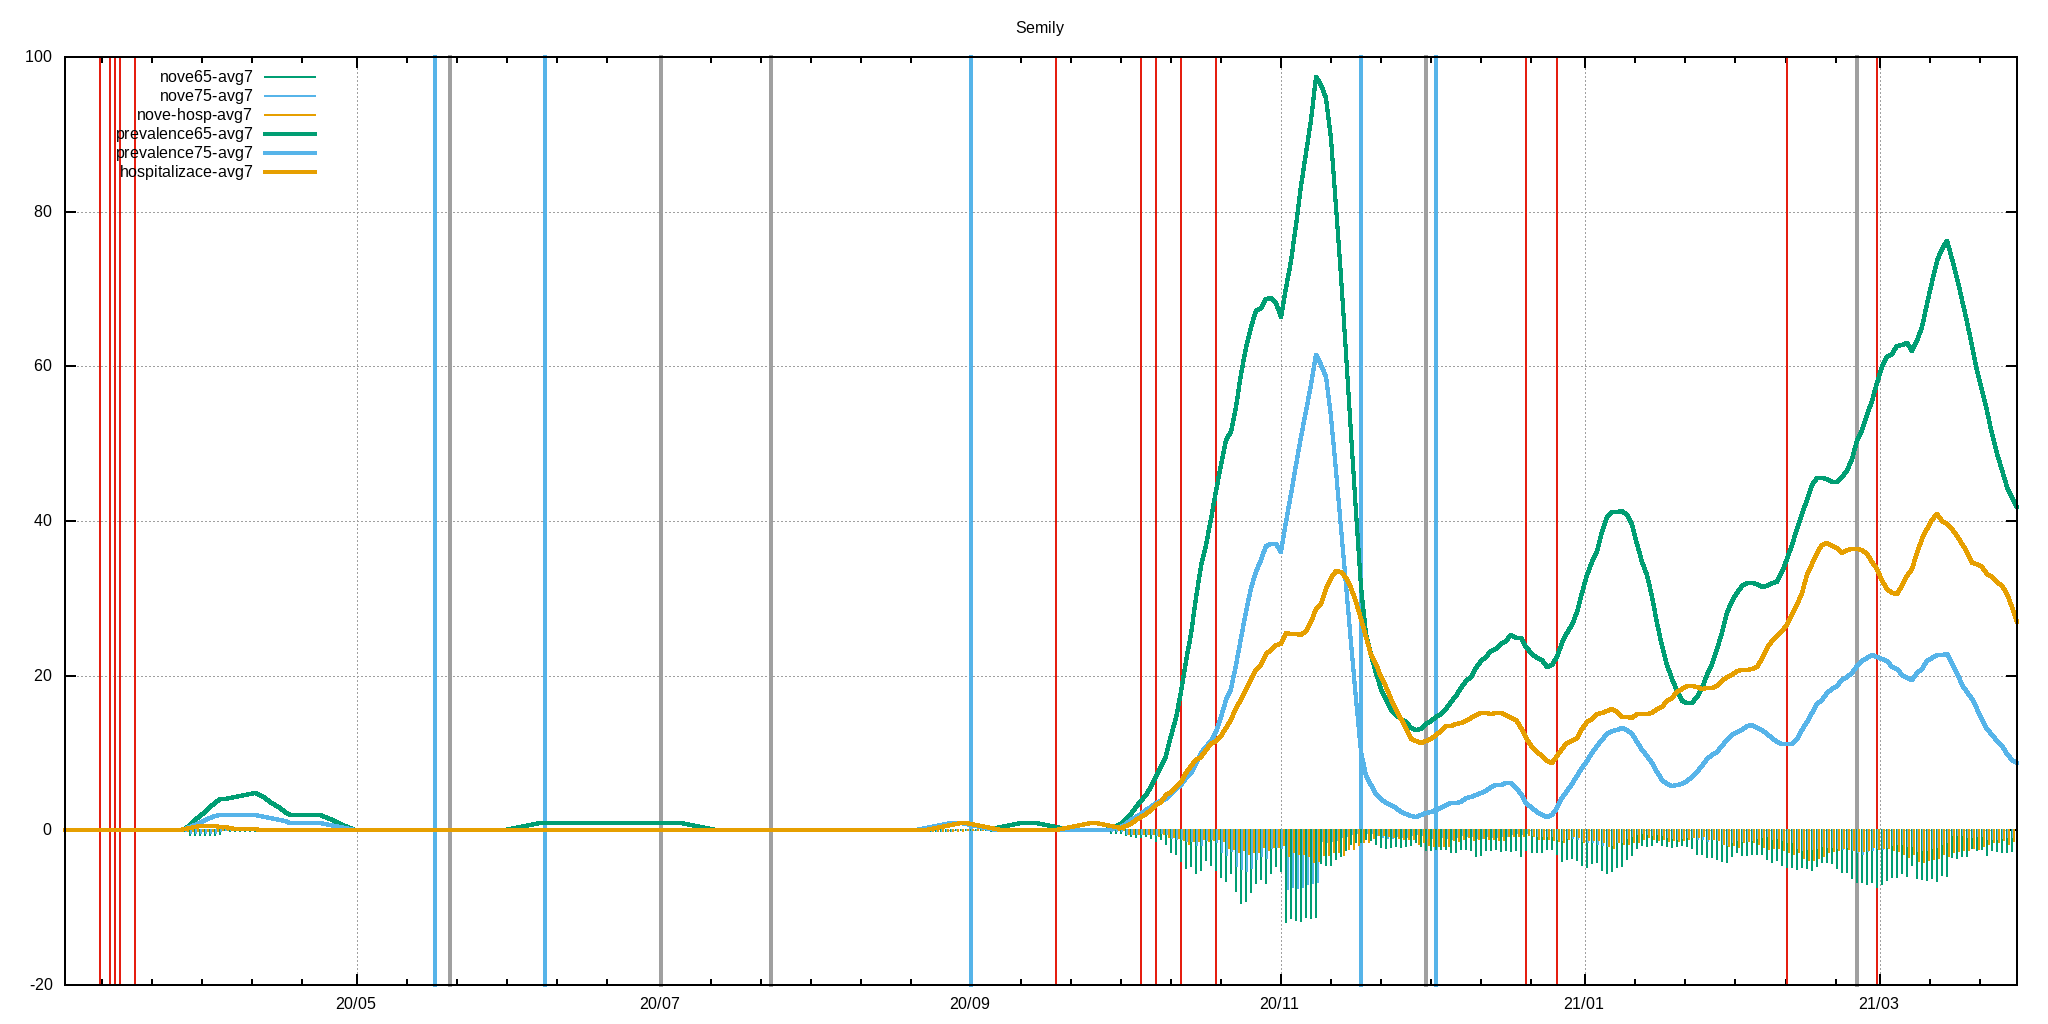 Semily
100
nove65-avg7
nove75-avg7
nove-hosp-avg7
prevalence65-avg7
prevalence75-avg7
hospitalizace-avg7
80
60
40
20
0
-20
20/05
20/07
20/09
20/11
21/01
21/03